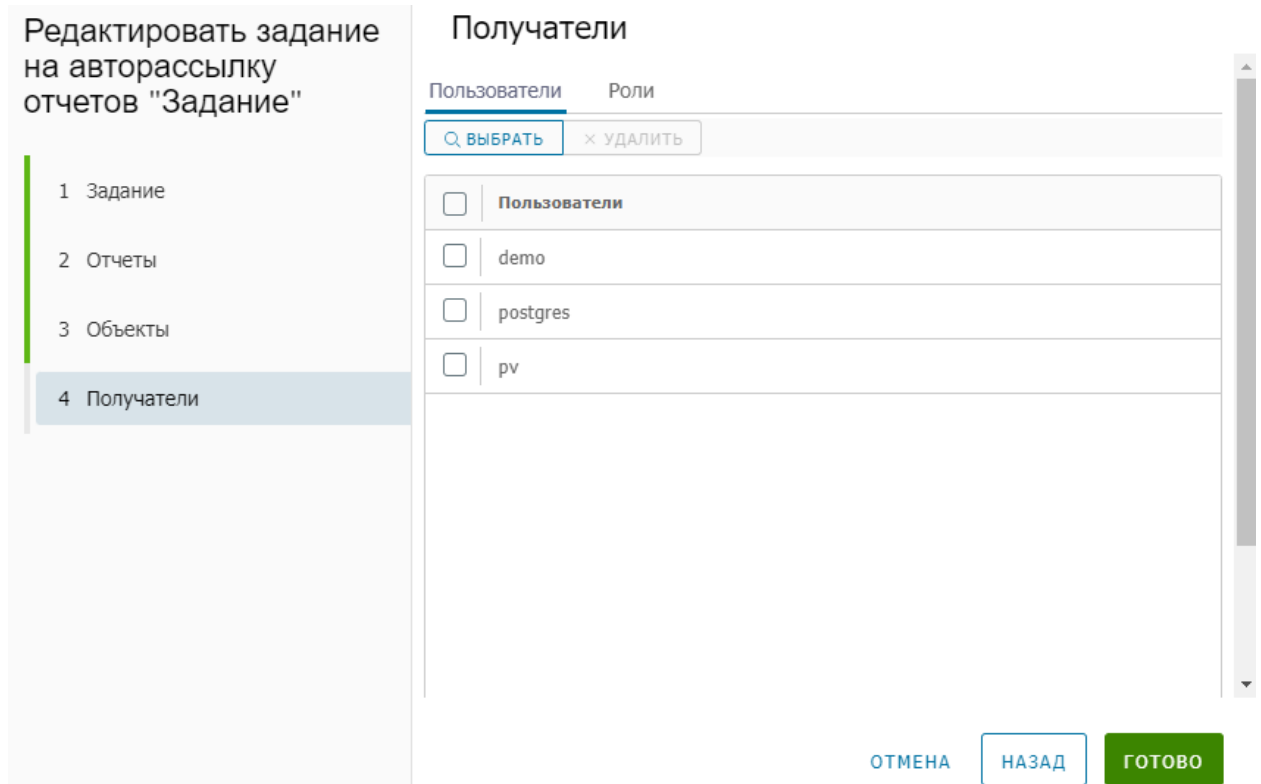 Редактировать задание
на авторассылку
отчетов "Задание"
1 Задание
2 Отчеты
3 Объекты
4 Получатели
Получатели
Пользователи Роли
ВЫБРАТЬ × УДАЛИТЬ
Пользователи
demo
postgres
pv
ОТМЕНА НАЗАД ГОТОВО